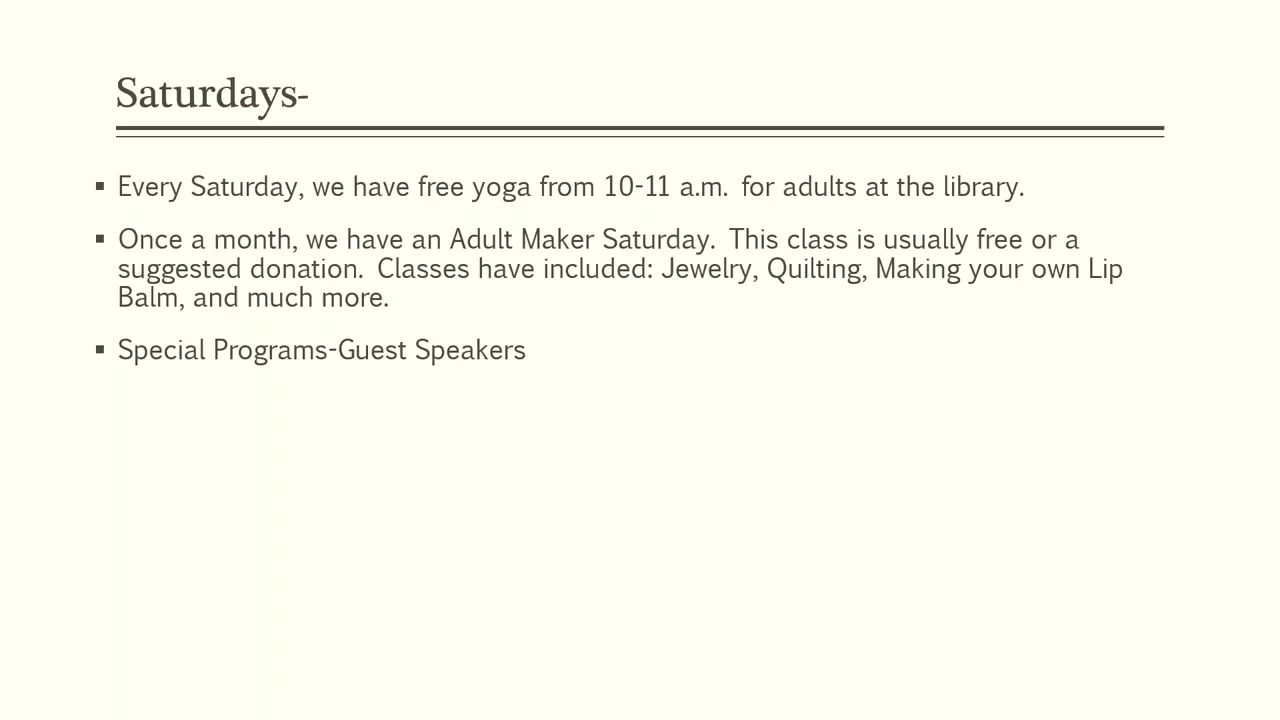 Saturdays-
▪ Every Saturday, we have free yoga from 10-11 a.m.  for adults at the library.
▪ Once a month, we have an Adult Maker Saturday.  This class is usually free or a
suggested donation.  Classes have included: Jewelry, Quilting, Making your own Lip
Balm, and much more.
▪ Special Programs-Guest Speakers